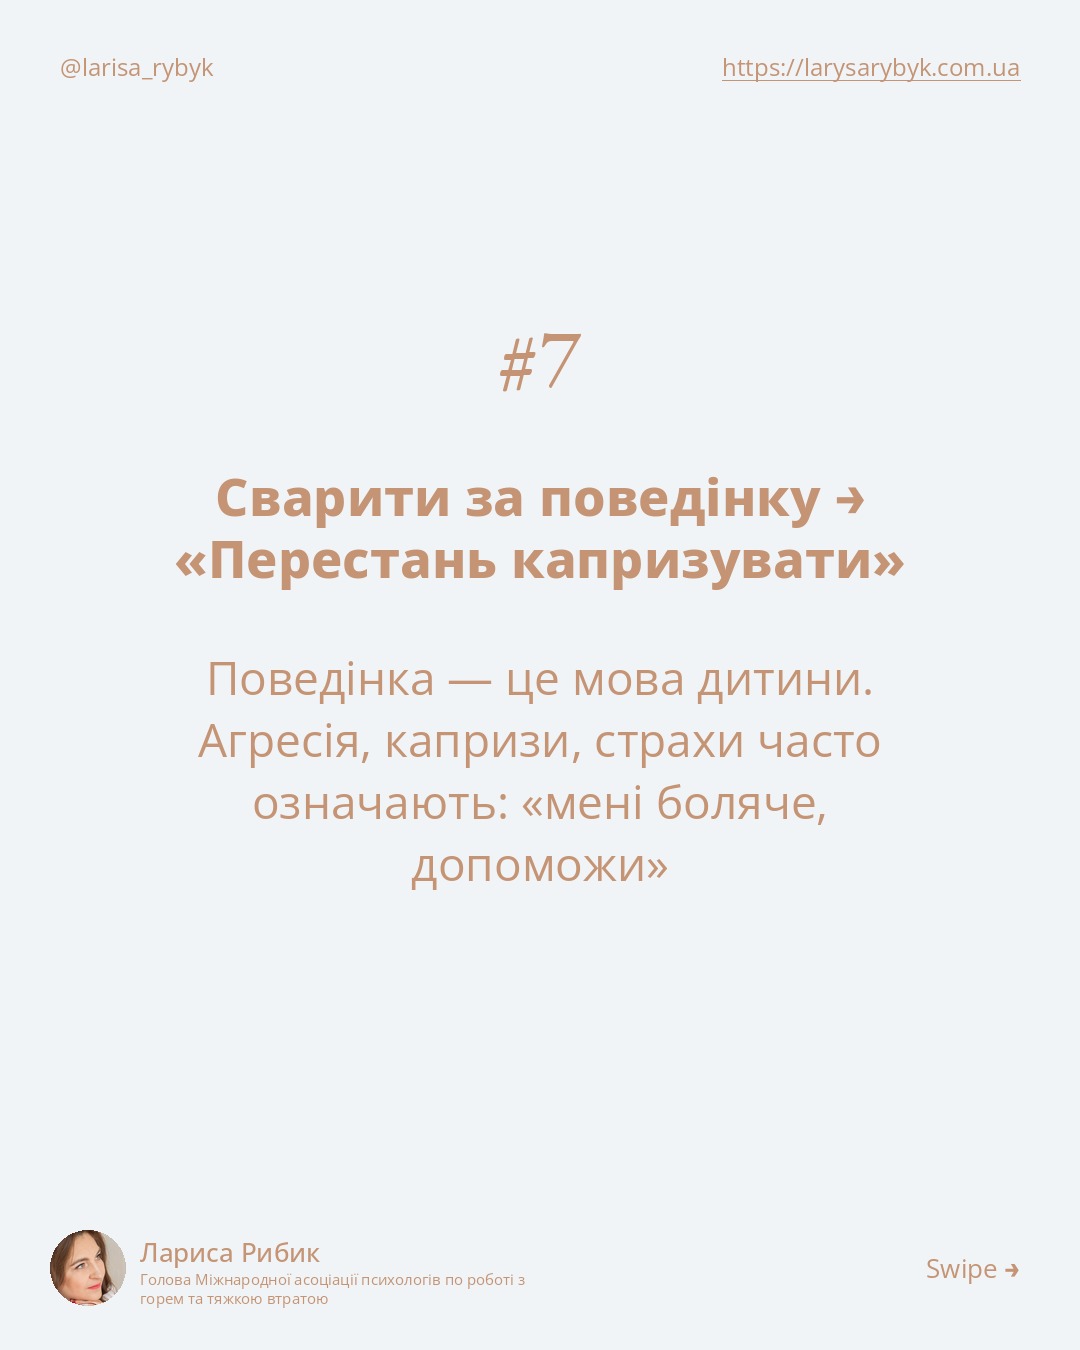 @larisa_rybyk
https://larysarybyk.com.ua
#7
Сварити за поведінку →
«Перестань капризувати»
Поведінка — це мова дитини.
Агресія, капризи, страхи часто
означають: «мені боляче,
допоможи»
Лариса Рибик
Голова Міжнародної асоціації психологів по роботі з
горем та тяжкою втратою
Swipe →